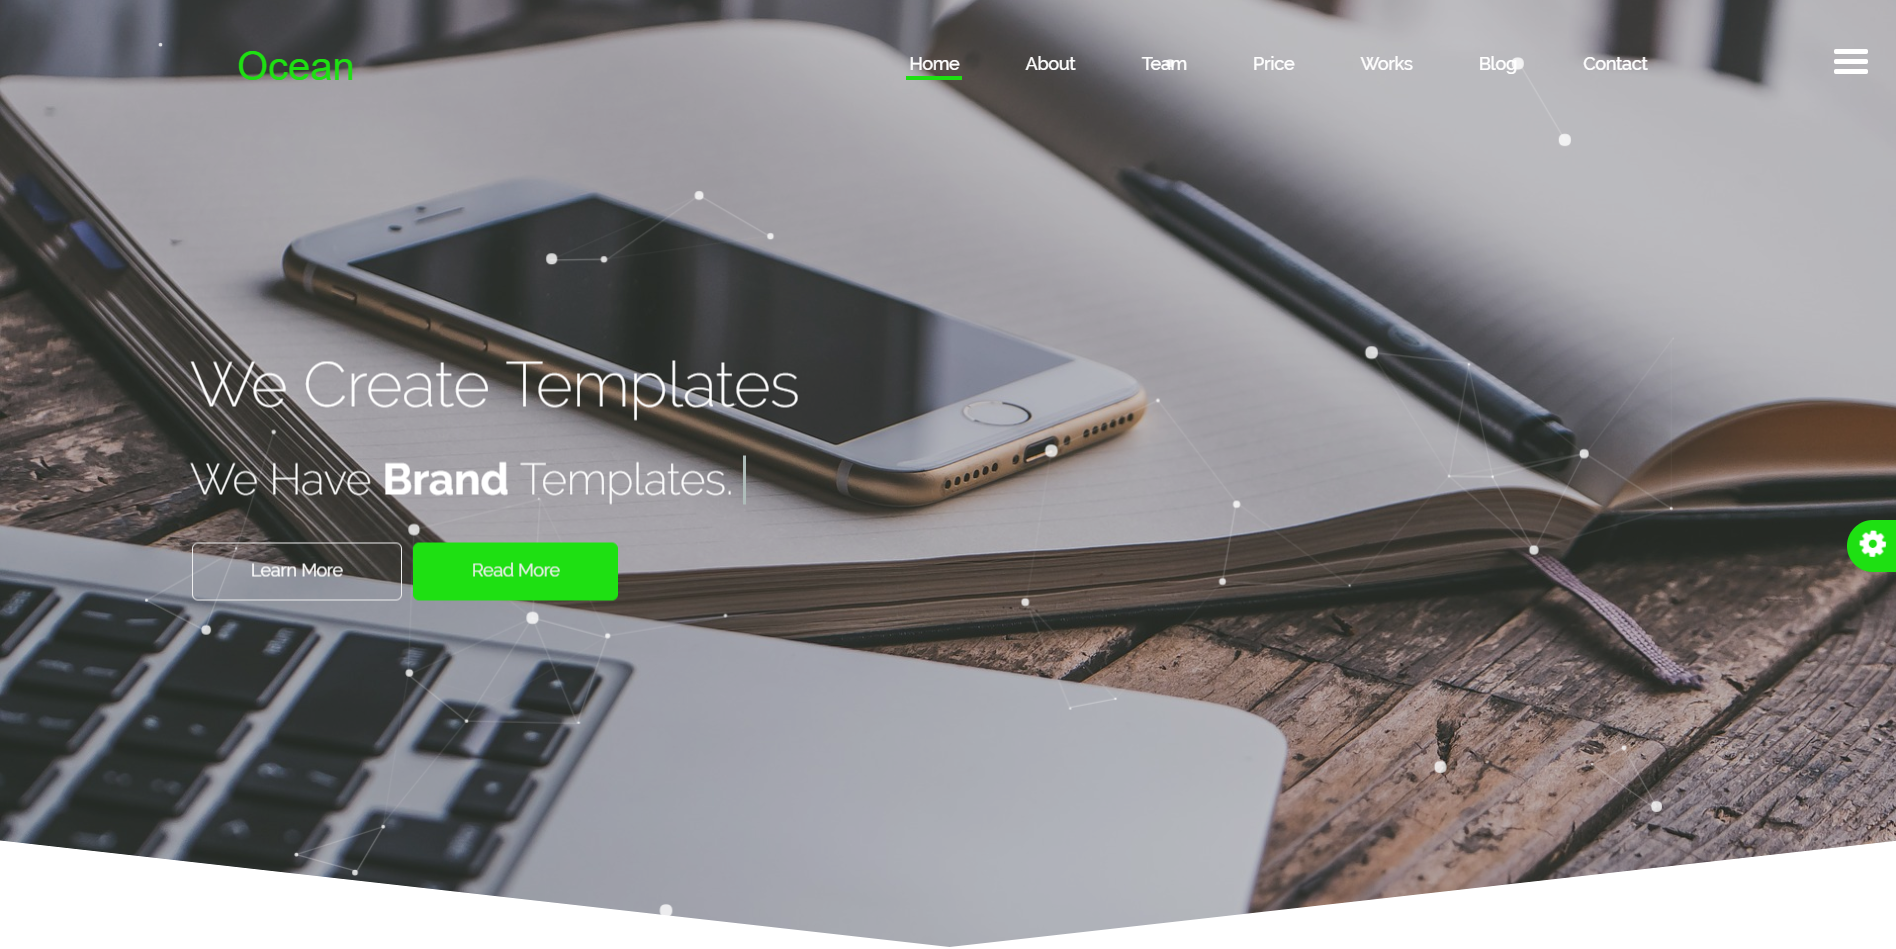 Ocean
Home About Team Price Works Blog Contact
We Create Templates
We Have Brand Templates.
Learn More Read More